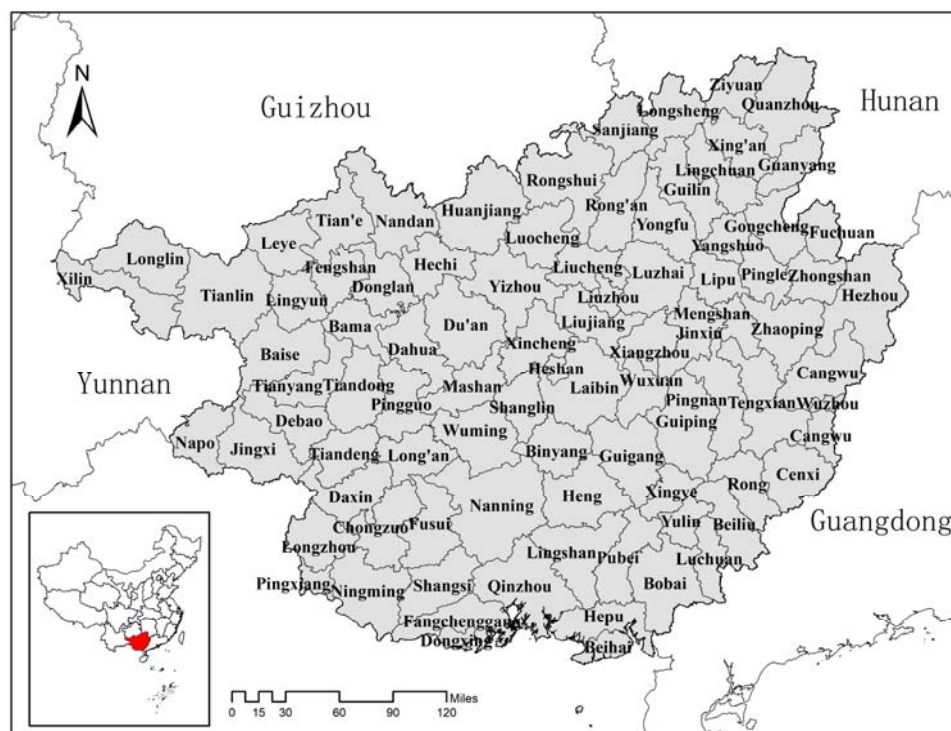 N
Guizhou
Hunan
Ziyuan
Quanzhou
Longsheng
Sanjiang
Xing'an
Guanyang
Lingchuan
Rongshui
Guilin
Rong'an
Huanjiang
Tian'e
Nandan
Yongfu
Gongcheng
Fuchuan
Leye
Luocheng
Yangshuo
Longlin
Fengshan
Hechi
Liucheng
Luzhai
Lipu
Pingle
Zhongshan
Xilin
Donglan
Yizhou
Hezhou
Tianlin
Lingyun
Liuzhou
Mengshan
Bama
Du'an
Liujiang
Jinxin
Zhaoping
Baise
Dahua
Xincheng
Xiangzhou
Heshan
Cangwu
Yunnan
Tianyang
Tiandong
Mashan
Laibin
Wuxuan
Pingguo
Shanglin
Pingnan
Tengxian
Wuzhou
Debao
Guiping
Napo
Jingxi
Wuming
Cangwu
Tiandeng
Long'an
Binyang
Guigang
Cenxi
Daxin
Nanning
Heng
Xingye
Rong
Chongzuo
Fusui
Yulin
Beiliu
Guangdong
Longzhou
Lingshan
Pubei
Luchuan
Pingxiang
Ningming
Shangsi
Qinzhou
Bobai
Fangchenggang
Hepu
Dongxing
Beihai
Miles
0 15 30 60 90 120